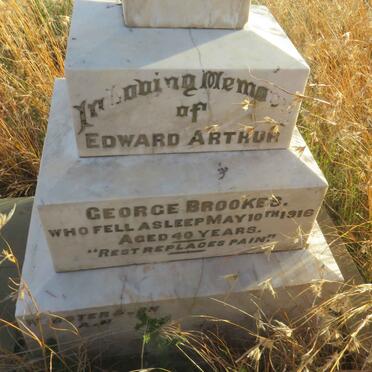 In Loving Memory
of
EDWARD ARTHUR
GEORGE BROOKES.
WHO FELL ASLEEP MAY 10TH 1916
AGED 40 YEARS.
"REST REPLACES PAIN"